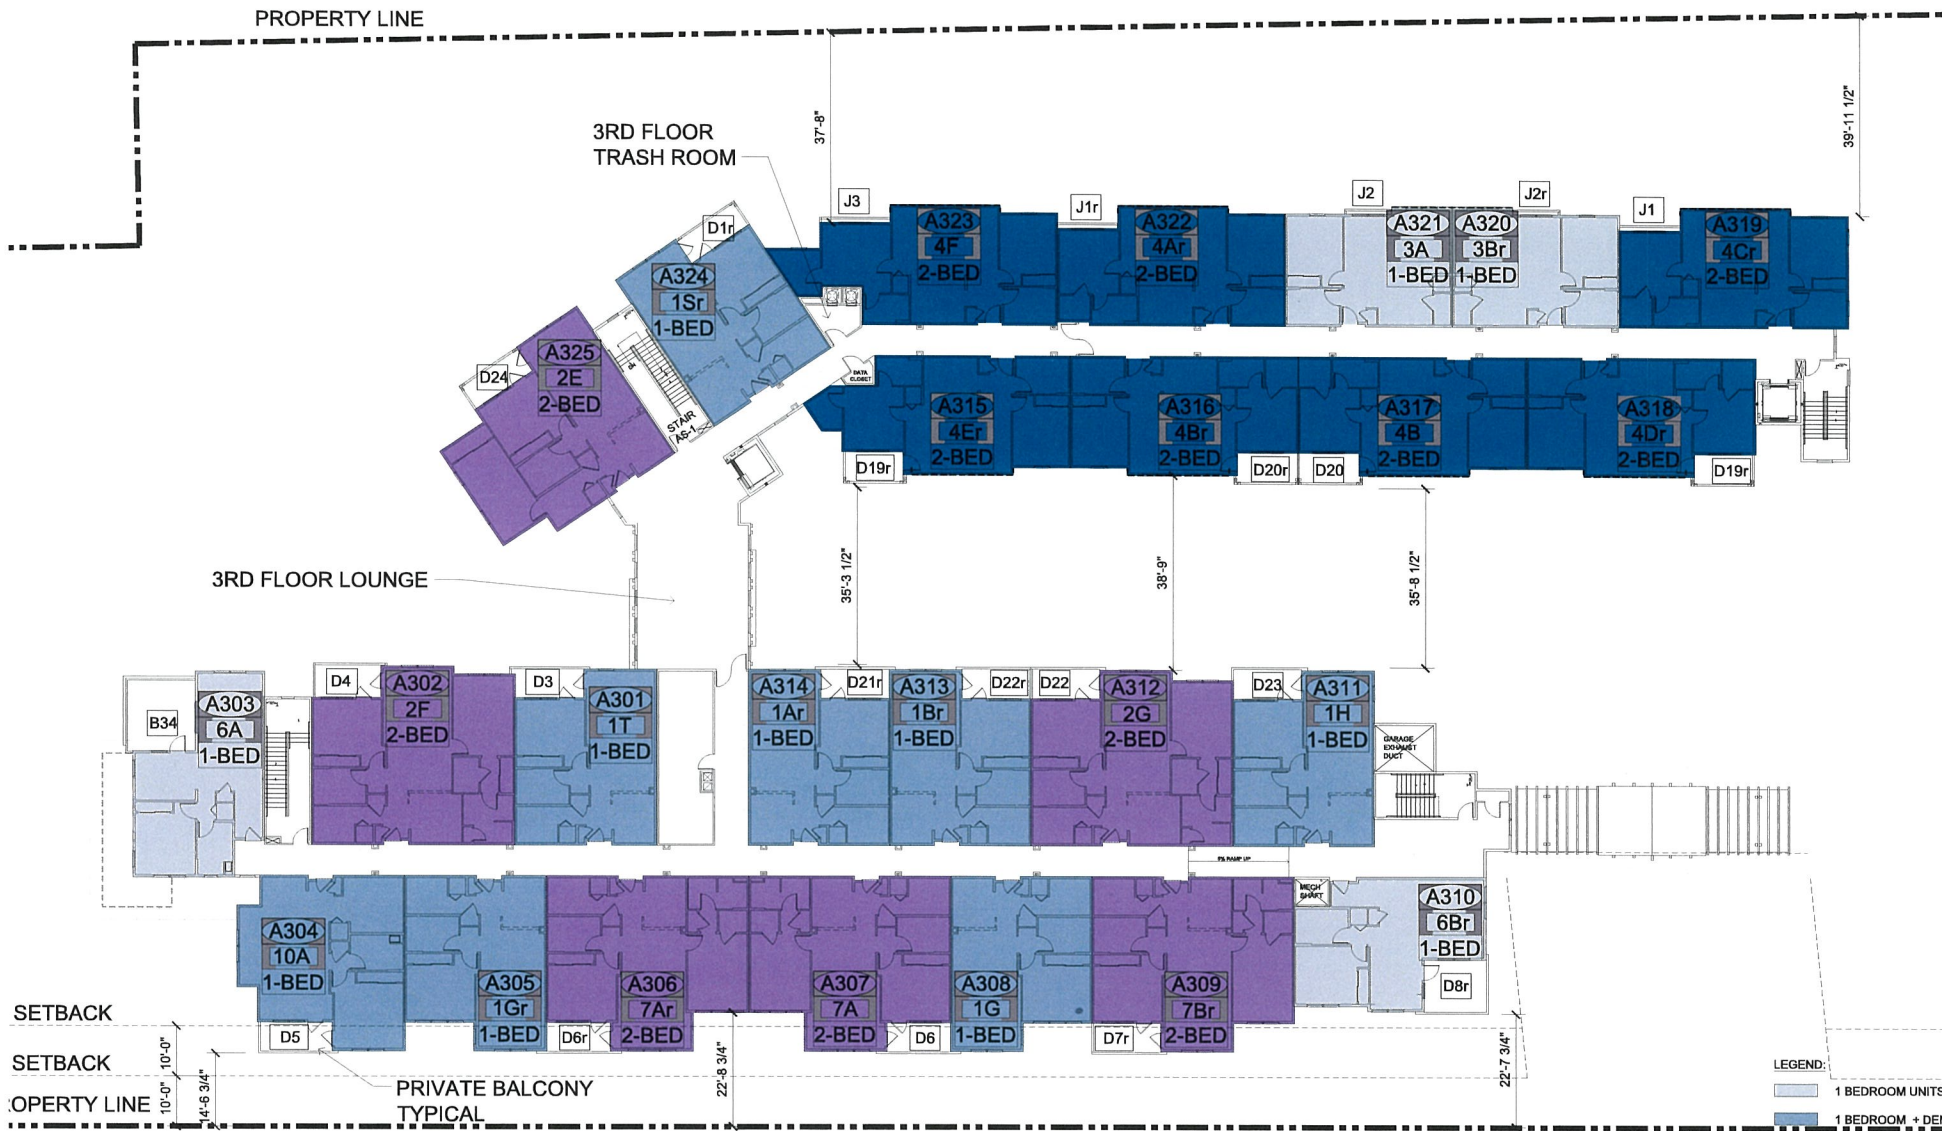 PROPERTY LINE
37'-8"
39'-11 1/2"
3RD FLOOR
TRASH ROOM
J3
J1r
J2
J2r
J1
D1r
A323
4F
2-BED
A322
4Ar
2-BED
A321
3A
1-BED
A320
3Br
1-BED
A319
4Cr
2-BED
A324
1Sr
1-BED
A325
2E
2-BED
D24
STAIR
AS-1
DATA
CLOSET
A315
4Er
2-BED
A316
4Br
2-BED
A317
4B
2-BED
A318
4Dr
2-BED
D19r
D20r
D20
D19r
3RD FLOOR LOUNGE
35'-3 1/2"
38'-9"
35'-8 1/2"
B34
A303
6A
1-BED
D4
A302
2F
2-BED
D3
A301
1T
1-BED
A314
1Ar
1-BED
D21r
A313
1Br
1-BED
D22r
D22
A312
2G
2-BED
D23
A311
1H
1-BED
GARAGE
EXHAUST
DUCT
5% RAMP UP
MECH
SHAFT
A304
10A
1-BED
A305
1Gr
1-BED
A306
7Ar
2-BED
A307
7A
2-BED
A308
1G
1-BED
A309
7Br
2-BED
A310
6Br
1-BED
D5
D6r
D6
D7r
D8r
SETBACK
SETBACK
OPERTY LINE
10'-0"
10'-0"
14'-6 3/4"
PRIVATE BALCONY
TYPICAL
22'-8 3/4"
22'-7 3/4"
LEGEND:
1 BEDROOM UNITS
1 BEDROOM + DEN